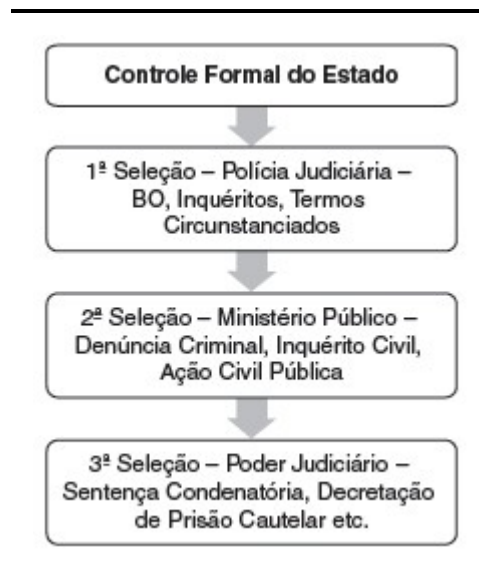 Controle Formal do Estado
1ª Seleção – Polícia Judiciária –
BO, Inquéritos, Termos
Circunstanciados
2ª Seleção – Ministério Público –
Denúncia Criminal, Inquérito Civil,
Ação Civil Pública
3ª Seleção – Poder Judiciário –
Sentença Condenatória, Decretação
de Prisão Cautelar etc.